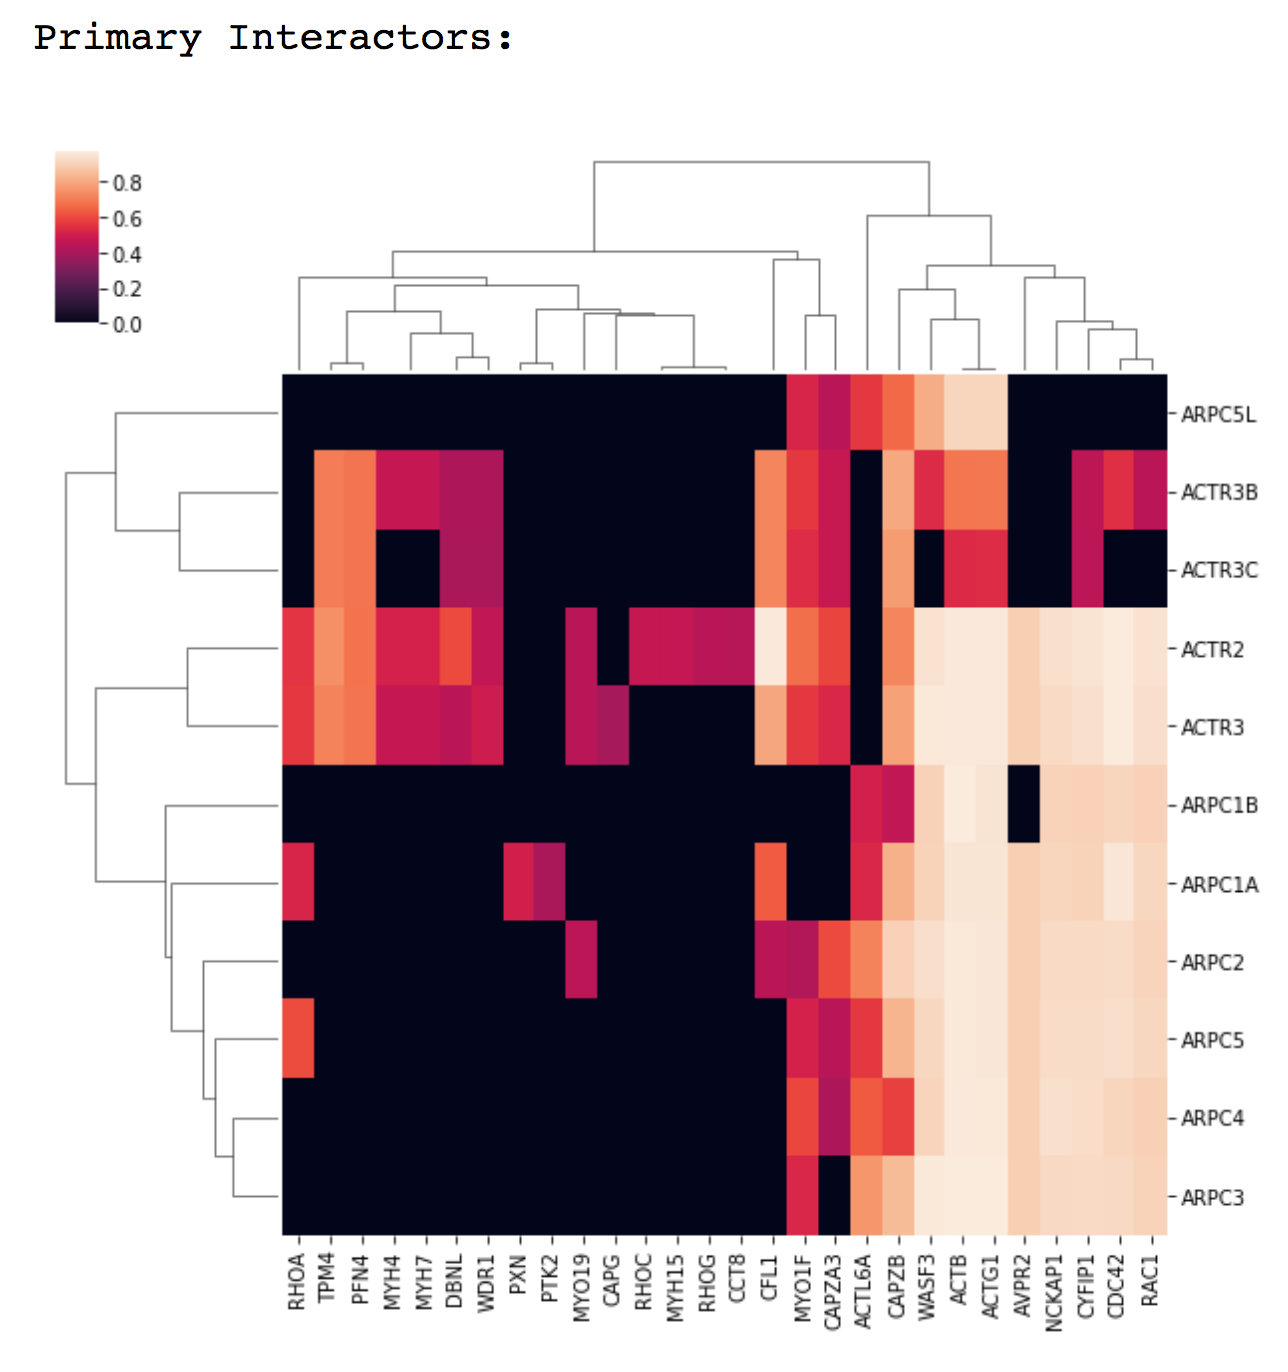 Primary Interactors:
0.8
0.6
0.4
0.2
0.0
ARPC5L
ACTR3B
ACTR3C
ACTR2
ACTR3
ARPC1B
ARPC1A
ARPC2
ARPC5
ARPC4
ARPC3
RHOA
TPM4
PFN4
MYH4
MYH7
DBNL
WDR1
PXN
PTK2
MYO19
CAPG
RHOC
MYH15
RHOG
CCT8
CFL1
MYO1F
CAPZA3
ACTL6A
CAPZB
WASF3
ACTB
ACTG1
AVPR2
NCKAP1
CYFIP1
CDC42
RAC1